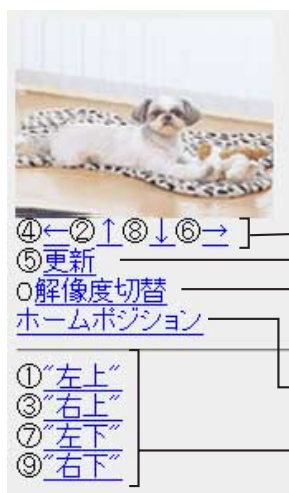 ④←②↑⑧↓⑥→
⑤更新
0解像度切替
ホームポジション
①"左上"
③"右上"
⑦"左下"
⑨"右下"